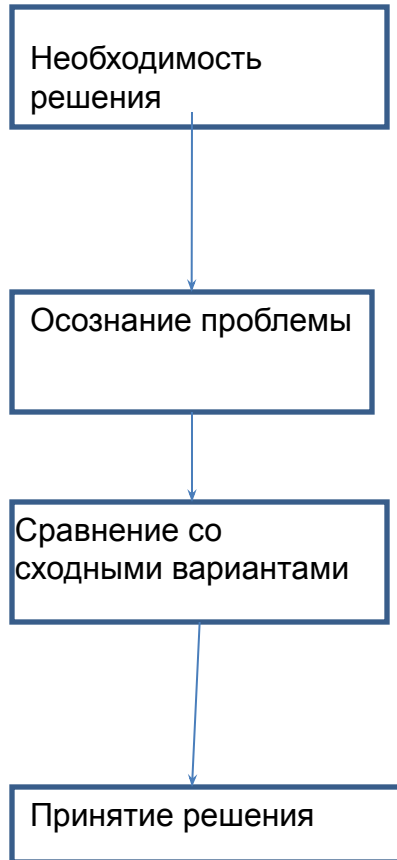 Необходимость
решения
Осознание проблемы
Сравнение со
сходными вариантами
Принятие решения